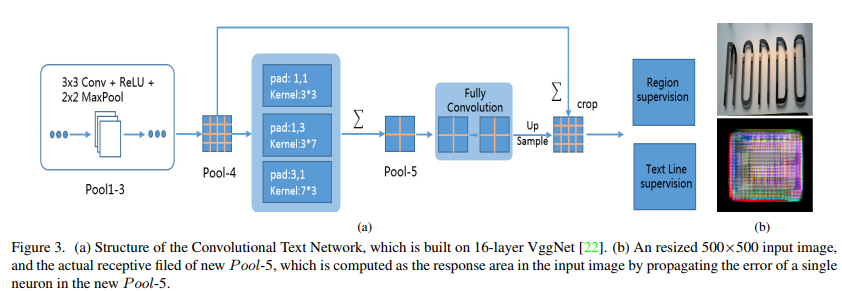 3x3 Conv + ReLU +
2x2 MaxPool
Pool1-3
Pool-4
pad: 1,1
Kernel:3*3
pad:1,3
Kernel:3*7
pad:3,1
Kernel:7*3
∑
Pool-5
Fully
Convolution
Up
Sample
∑
crop
Region
supervision
Text Line
supervision
(a)
(b)
Figure 3. (a) Structure of the Convolutional Text Network, which is built on 16-layer VggNet [22]. (b) An resized 500×500 input image,
and the actual receptive filed of new Pool-5, which is computed as the response area in the input image by propagating the error of a single
neuron in the new Pool-5.